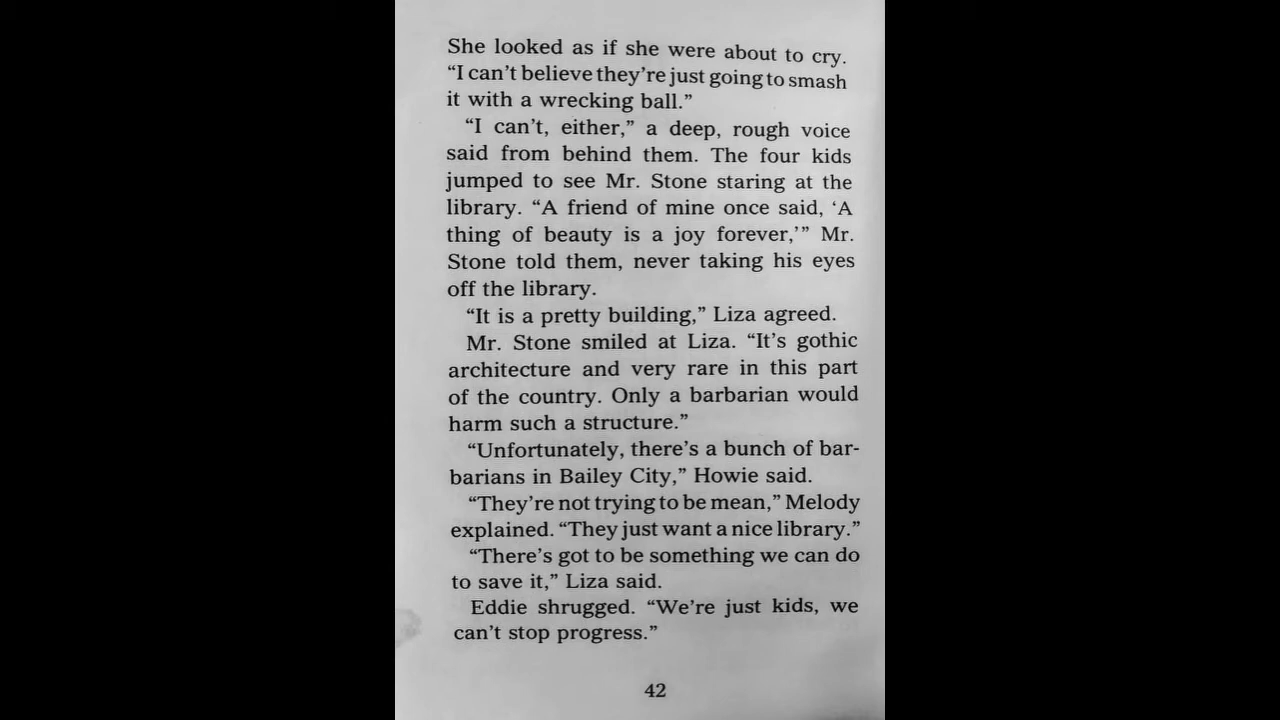 She looked as if she were about to cry.
“I can’t believe they’re just going to smash
it with a wrecking ball.”
“I can’t, either,” a deep, rough voice
said from behind them. The four kids
jumped to see Mr. Stone staring at the
library. “A friend of mine once said, ‘A
thing of beauty is a joy forever,’” Mr.
Stone told them, never taking his eyes
off the library.
“It is a pretty building,” Liza agreed.
Mr. Stone smiled at Liza. “It’s gothic
architecture and very rare in this part
of the country. Only a barbarian would
harm such a structure.”
“Unfortunately, there’s a bunch of bar-
barians in Bailey City,” Howie said.
“They’re not trying to be mean,” Melody
explained. “They just want a nice library.”
“There’s got to be something we can do
to save it,” Liza said.
Eddie shrugged. “We’re just kids, we
can’t stop progress.”
42